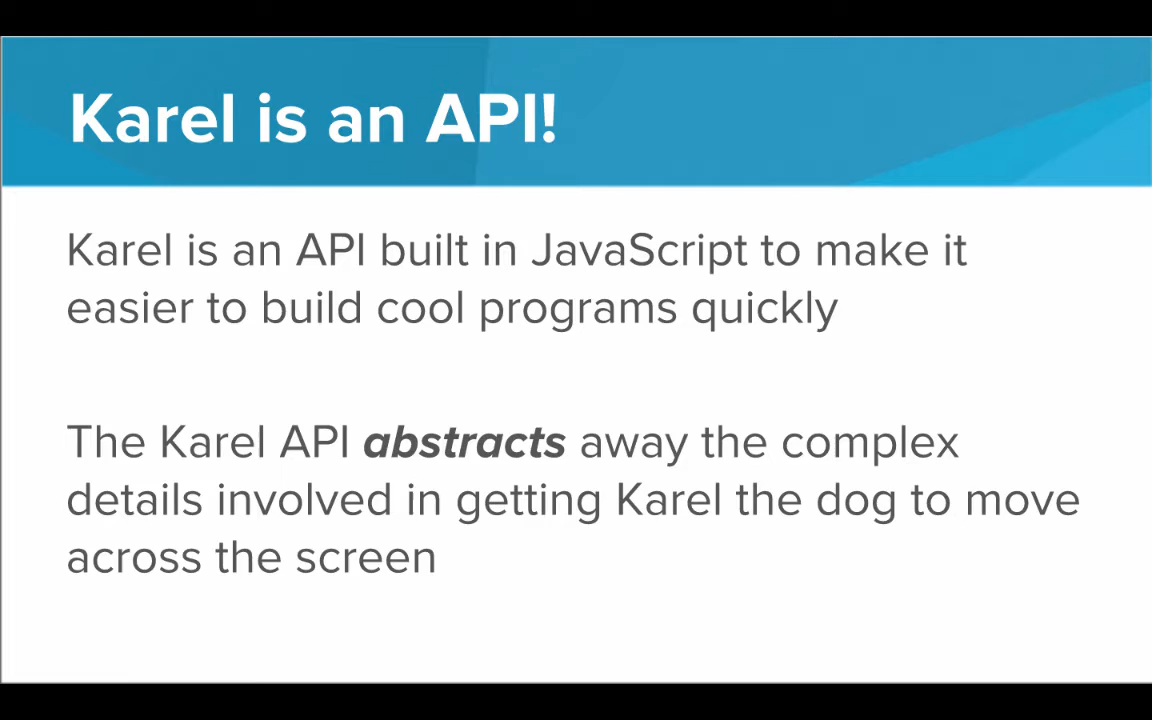 Karel is an API!
Karel is an API built in JavaScript to make it
easier to build cool programs quickly
The Karel API abstracts away the complex
details involved in getting Karel the dog to move
across the screen